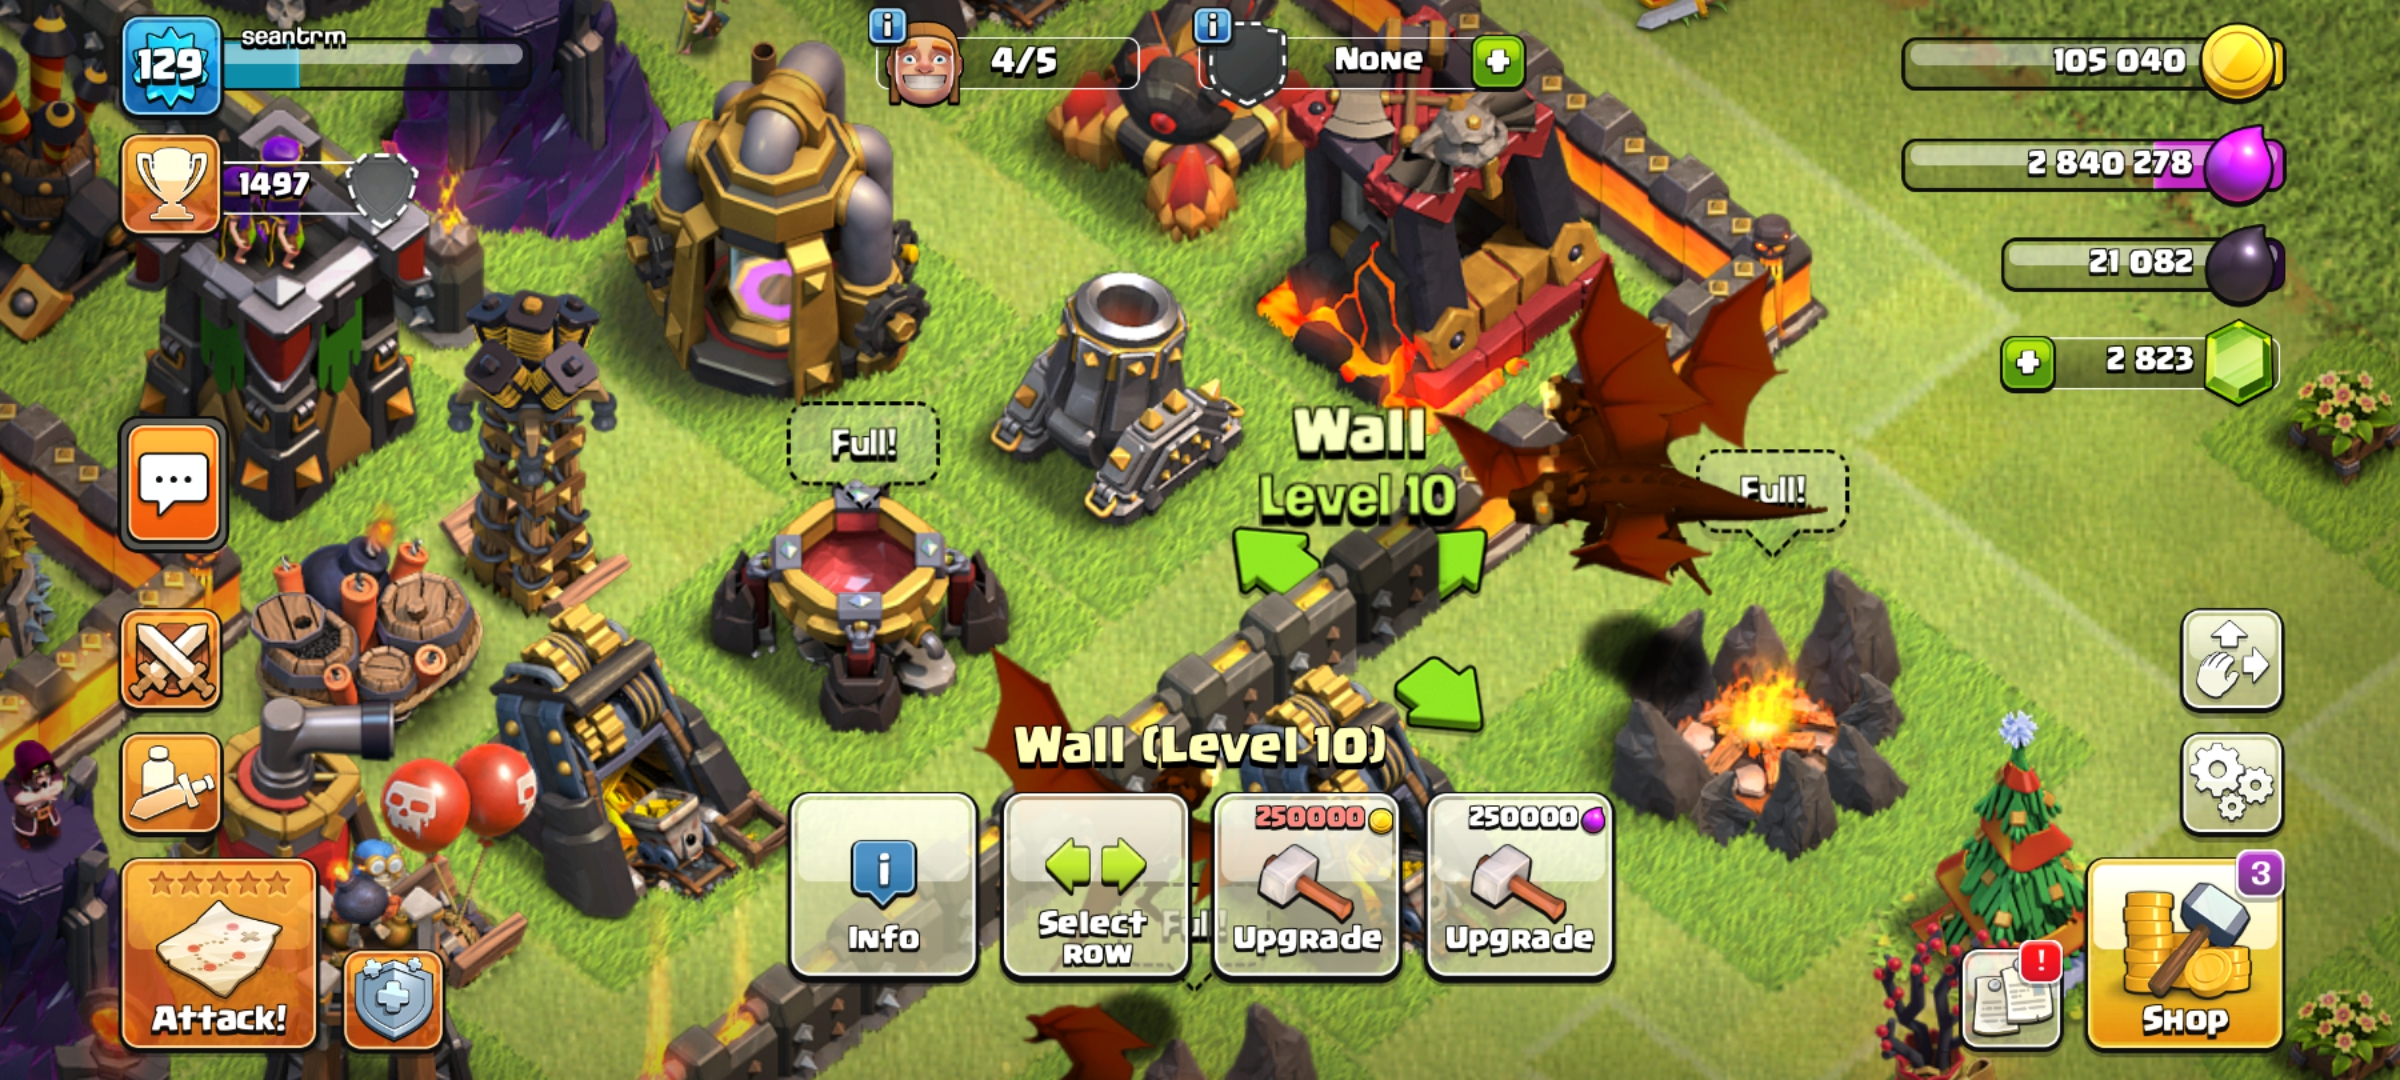 129
seantrm
4/5
None
105 040
1497
2 840 278
21 082
2 823
Full!
Wall
Level 10
Full!
Wall (Level 10)
250000
250000
Info
Select
Row
Full!
Upgrade
Upgrade
3
Attack!
!
Shop